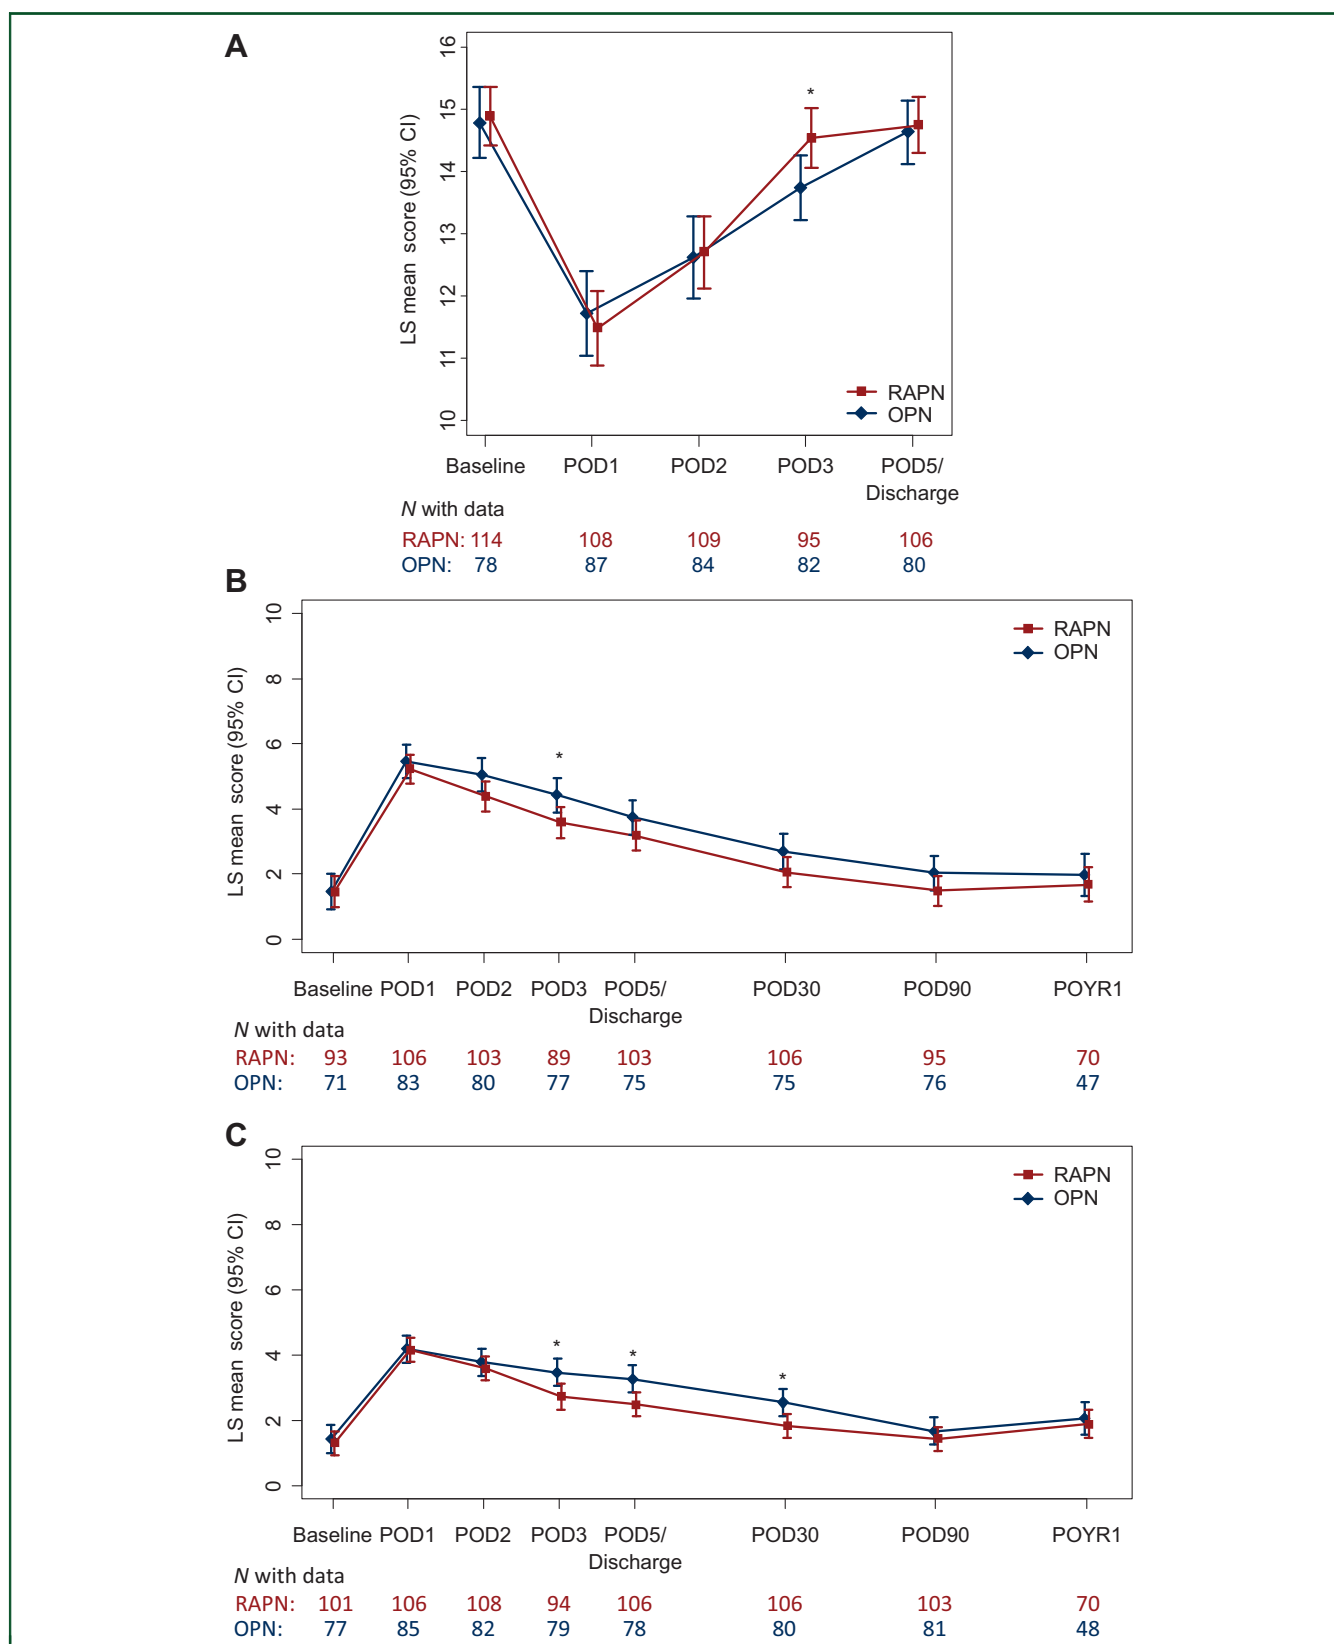 A
LS mean score (95% CI)
16
15
14
13
12
11
10
*
RAPN
OPN
Baseline POD1 POD2 POD3 POD5/
Discharge
N with data
RAPN: 114 108 109 95 106
OPN: 78 87 84 82 80
B
LS mean score (95% CI)
10
8
6
4
2
0
*
RAPN
OPN
Baseline POD1 POD2 POD3 POD5/ POD30 POD90 POYR1
Discharge
N with data
RAPN: 93 106 103 89 103 106 95 70
OPN: 71 83 80 77 75 75 76 47
C
LS mean score (95% CI)
10
8
6
4
2
0
* * *
RAPN
OPN
Baseline POD1 POD2 POD3 POD5/ POD30 POD90 POYR1
Discharge
N with data
RAPN: 101 106 108 94 106 106 103 70
OPN: 77 85 82 79 78 80 81 48